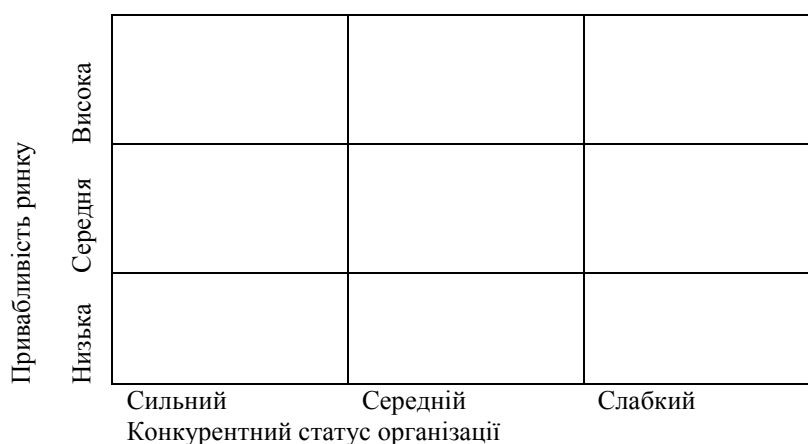 Привабливість ринку
Висока
Середня
Низька
Сильний Середній Слабкий
Конкурентний статус організації